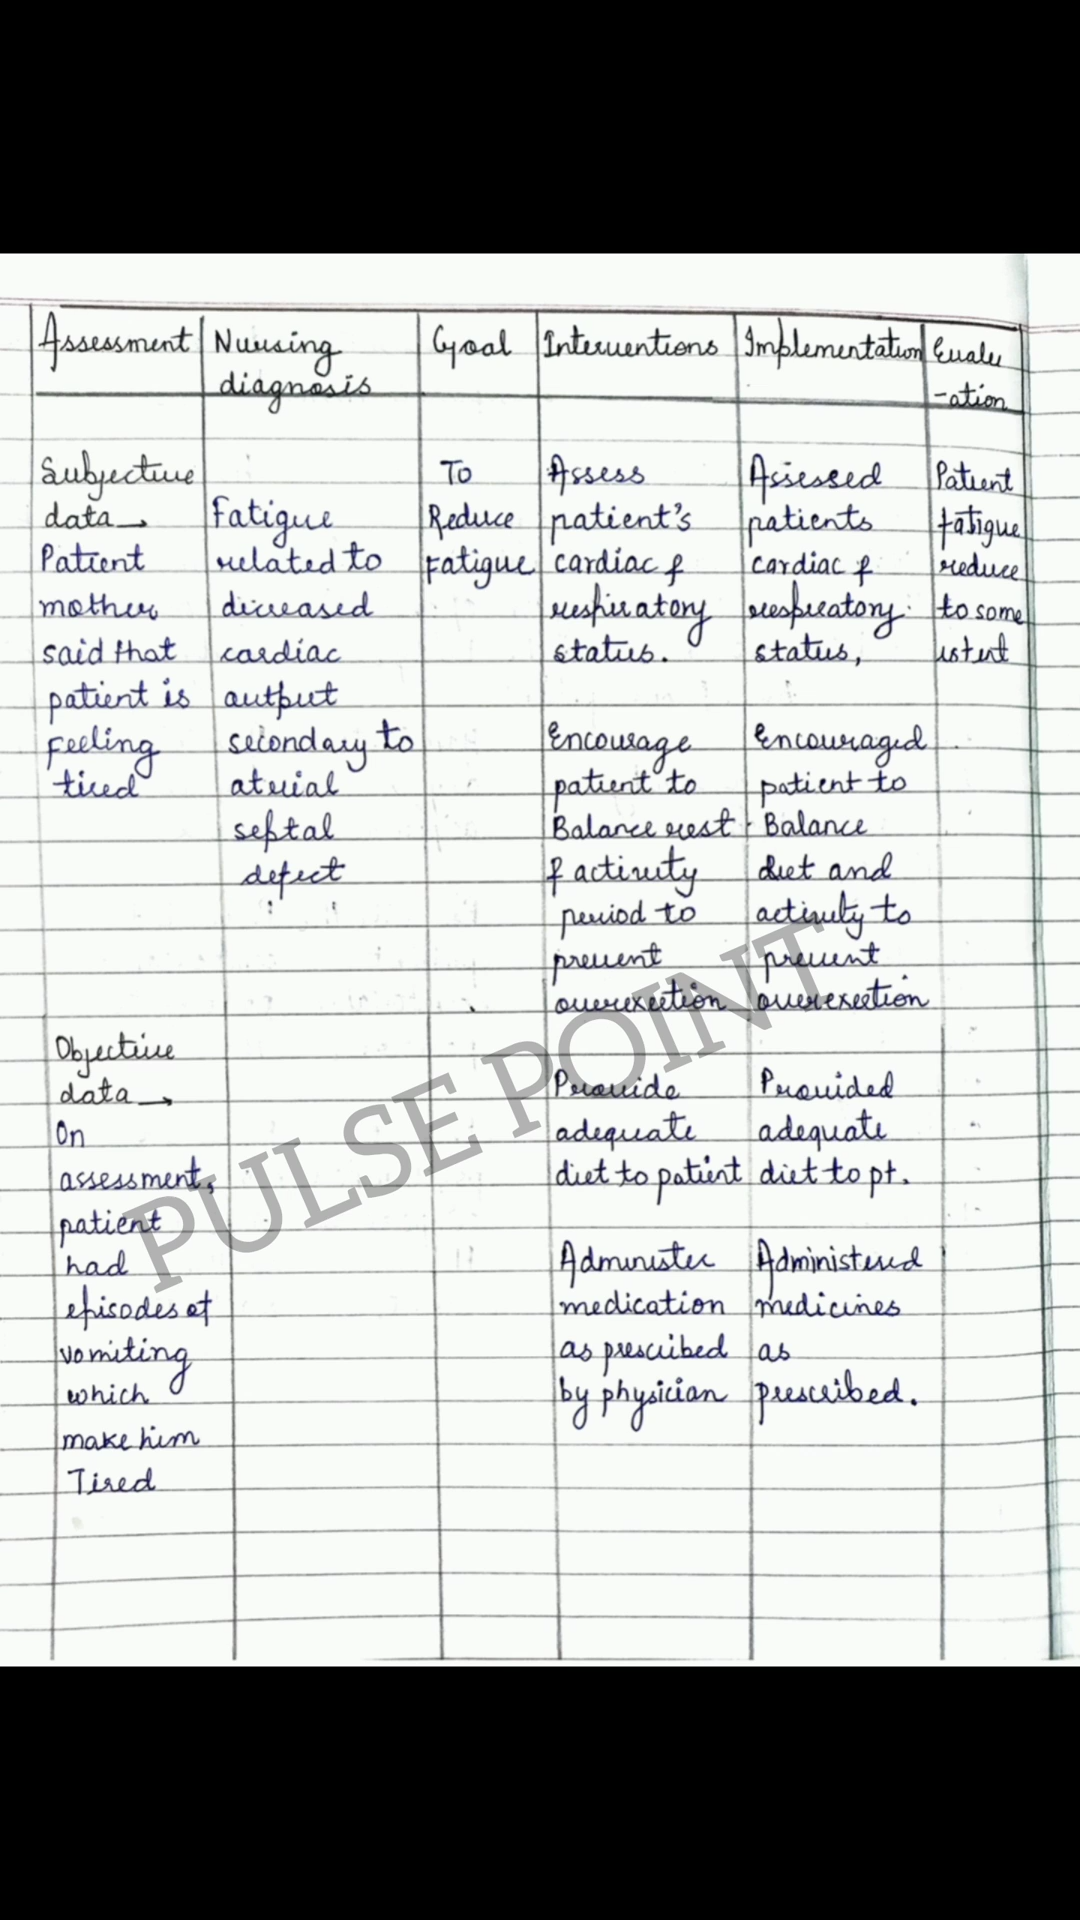 Assessment
Nursing
diagnosis
Goal
Interventions
Implementation
Evalu
-ation
Subjective
data →
Patient
mother
said that
patient is
feeling
tired
Objective
data →
On
assessment,
patient
had
episodes of
vomiting
which
make him
Tired
Fatigue
related to
decreased
cardiac
output
secondary to
aterial
septal
defect
To
Reduce
Fatigue
Assess
patient's
cardiac &
respiratory
status.
Encourage
patient to
Balance rest
& activity
period to
prevent
overexertion
Provide
adequate
diet to patient
Administer
medication
as prescribed
by physician
Assessed
patients
cardiac &
respreatory
status,
Encouraged
patient to
Balance
diet and
activity to
prevent
overexertion
Provided
adequate
diet to pt.
Administered
medicines
as
prescribed.
Patient
fatigue
reduce
to some
extent
PULSE POINT